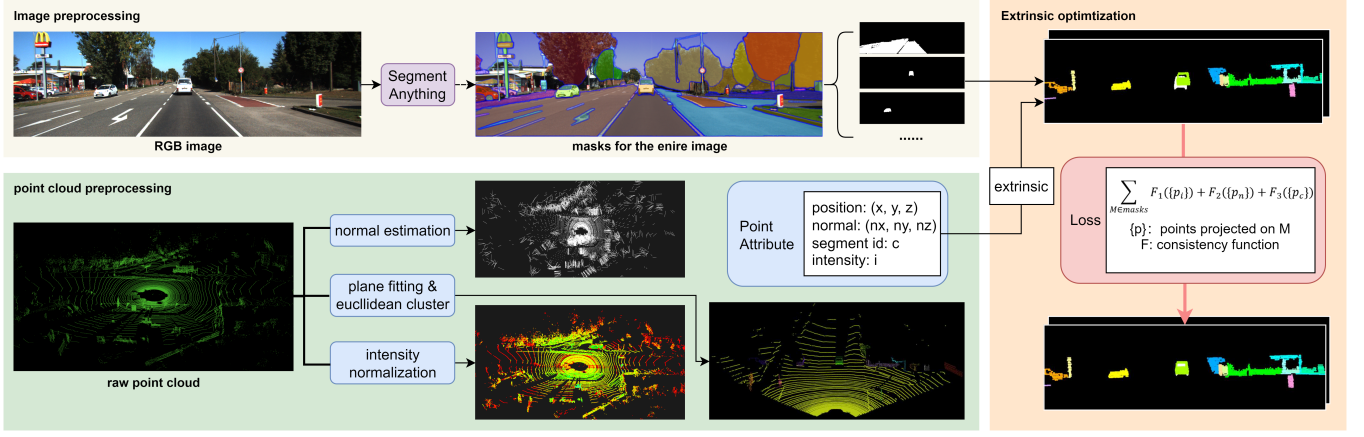 Image preprocessing
RGB image
Segment
Anything
masks for the enire image
......
point cloud preprocessing
raw point cloud
normal estimation
plane fitting &
eucllidean cluster
intensity
normalization
Point
Attribute
position: (x, y, z)
normal: (nx, ny, nz)
segment id: c
intensity: i
Extrinsic optimtization
extrinsic
Loss
∑ F₁({pᵢ}) + F₂({pₙ}) + F₃({p_c})
M∈masks
{p}: points projected on M
F: consistency function